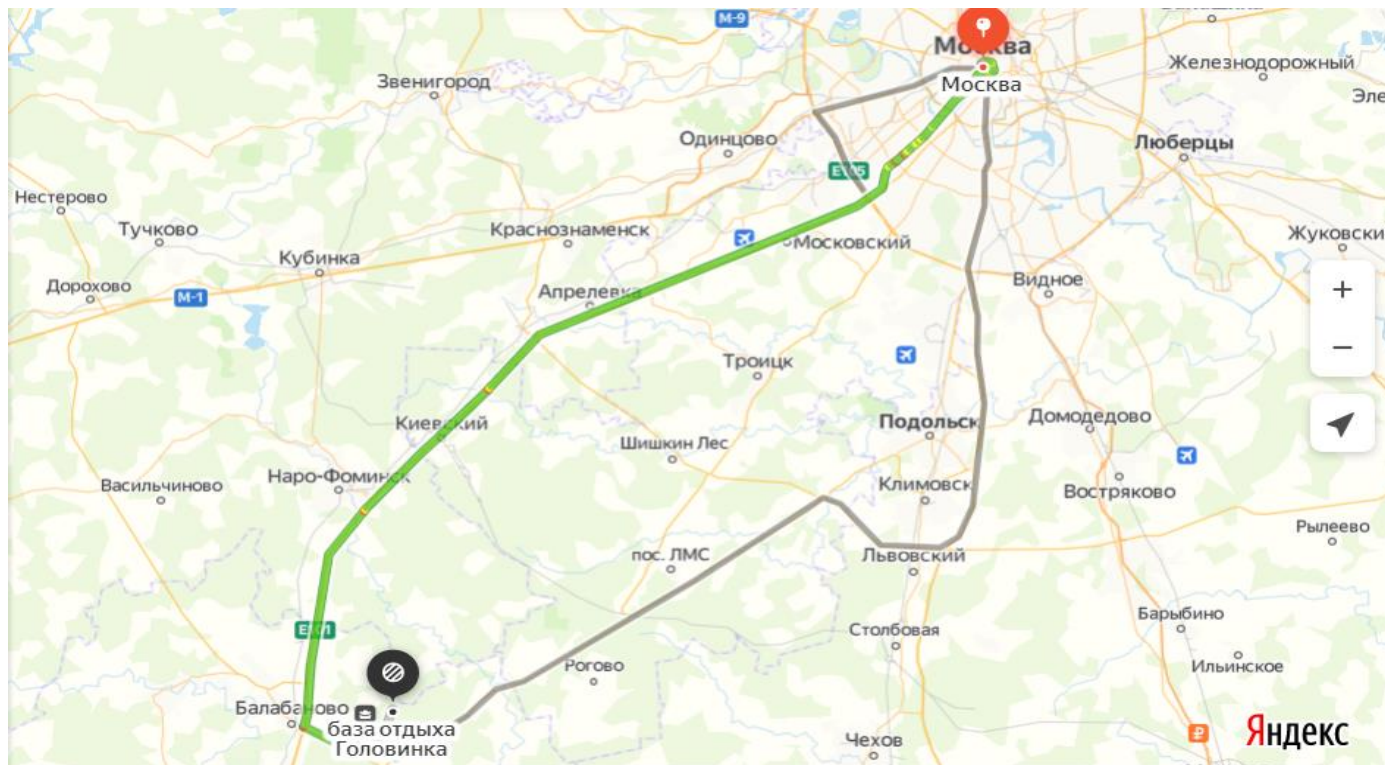 М-9
Москва
Железнодорожный
Звенигород
Москва
Эле
Одинцово
Люберцы
Нестерово
Тучково
Краснознаменск
Жуковски
Московский
Кубинка
Видное
Дорохово
М-1
Апрелевка
Троицк
Киевский
Подольск
Домодедово
Шишкин Лес
Наро-Фоминск
Васильчиново
Климовск
Востряково
Рылеево
пос. ЛМС
Львовский
Барыбино
Столбовая
Рогово
Ильинское
Балабаново
база отдыха
Головинка
Чехов
Яндекс